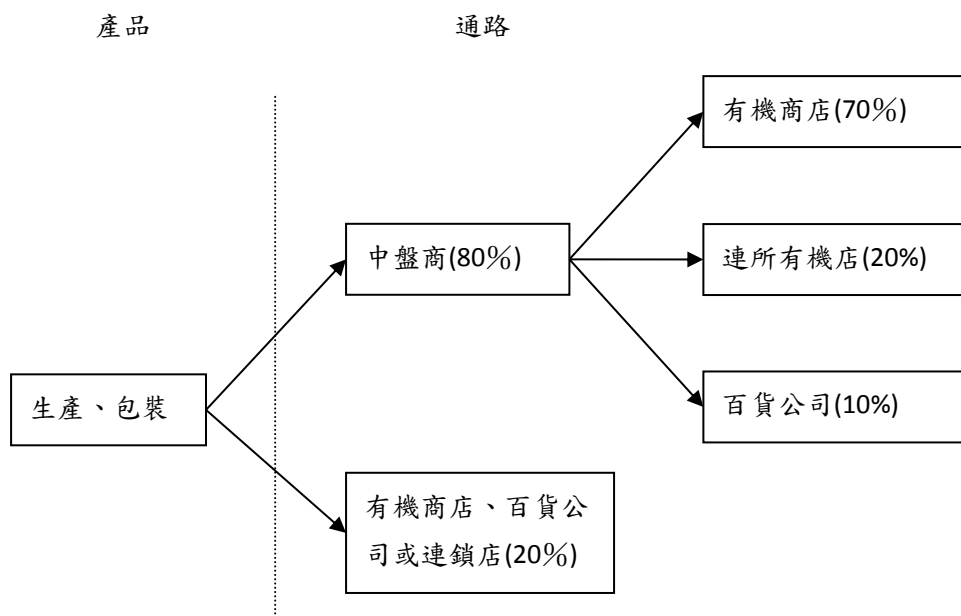 產品
通路
有機商店(70%)
中盤商(80%)
連所有機店(20%)
生產、包裝
百貨公司(10%)
有機商店、百貨公
司或連鎖店(20%)